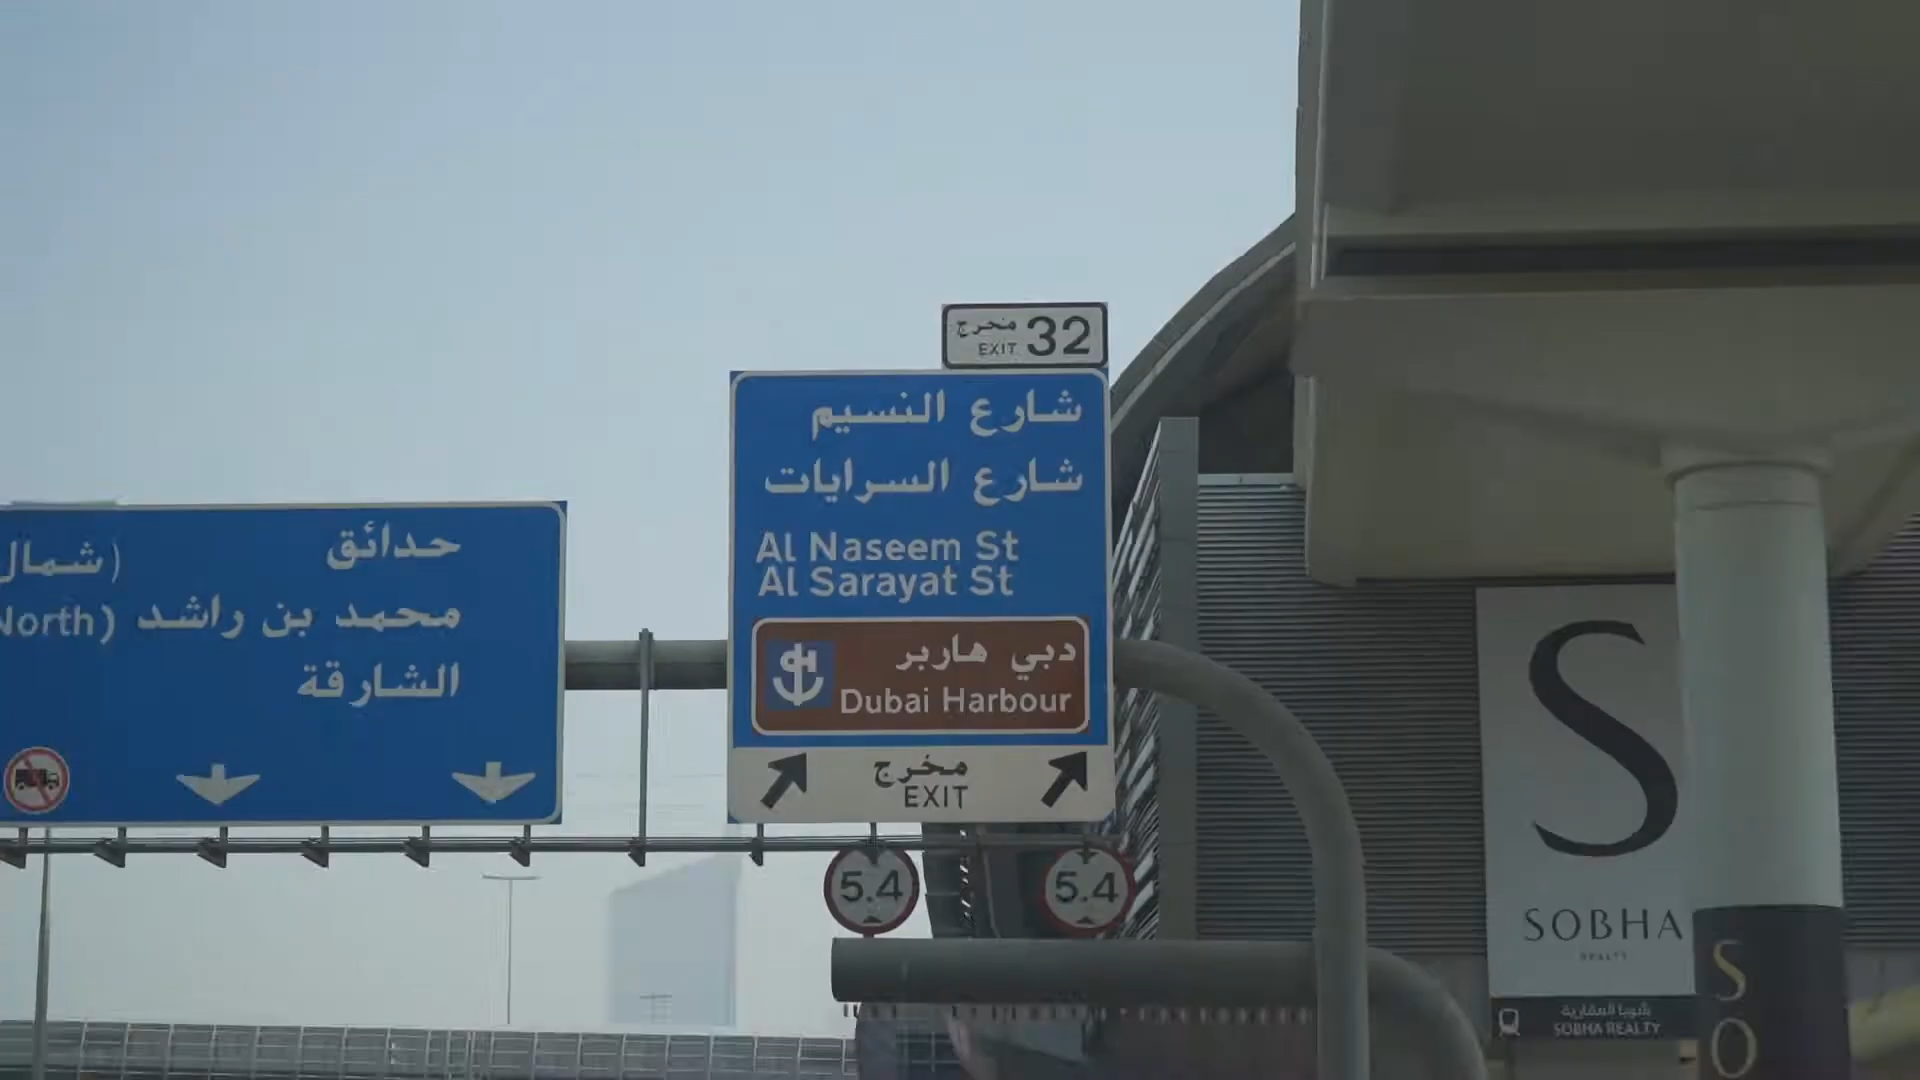 (شمال
North)
حدائق
محمد بن راشد
الشارقة
مخرج
EXIT 32
شارع النسيم
شارع السرايات
Al Naseem St
Al Sarayat St
دبي هاربر
Dubai Harbour
مخرج
EXIT
5.4
5.4
S
SOBHA
REALTY
شوبا العقارية
SOBHA REALTY
S
O